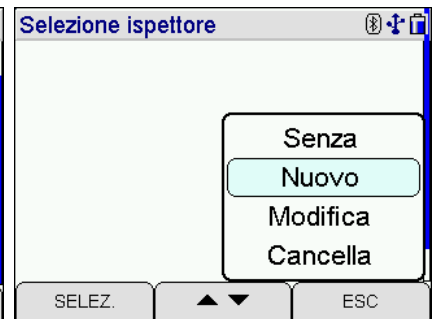 Selezione ispettore
Senza
Nuovo
Modifica
Cancella
SELEZ. ▲ ▼ ESC